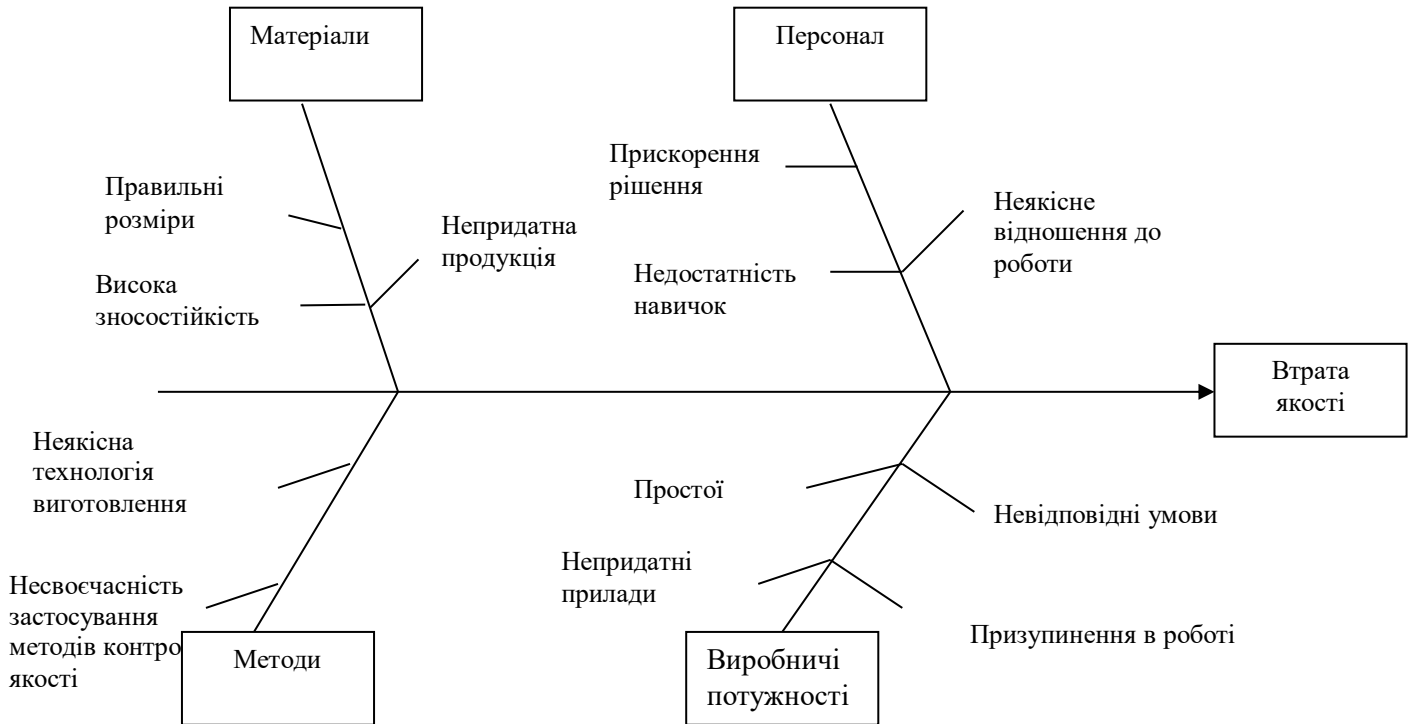 Матеріали
Персонал
Прискорення
рішення
Правильні
розміри
Неякісне
відношення до
роботи
Непридатна
продукція
Недостатність
навичок
Висока
зносостійкість
Втрата
якості
Неякісна
технологія
виготовлення
Простої
Невідповідні умови
Непридатні
прилади
Несвоєчасність
застосування
методів контро
якості
Призупинення в роботі
Методи
Виробничі
потужності